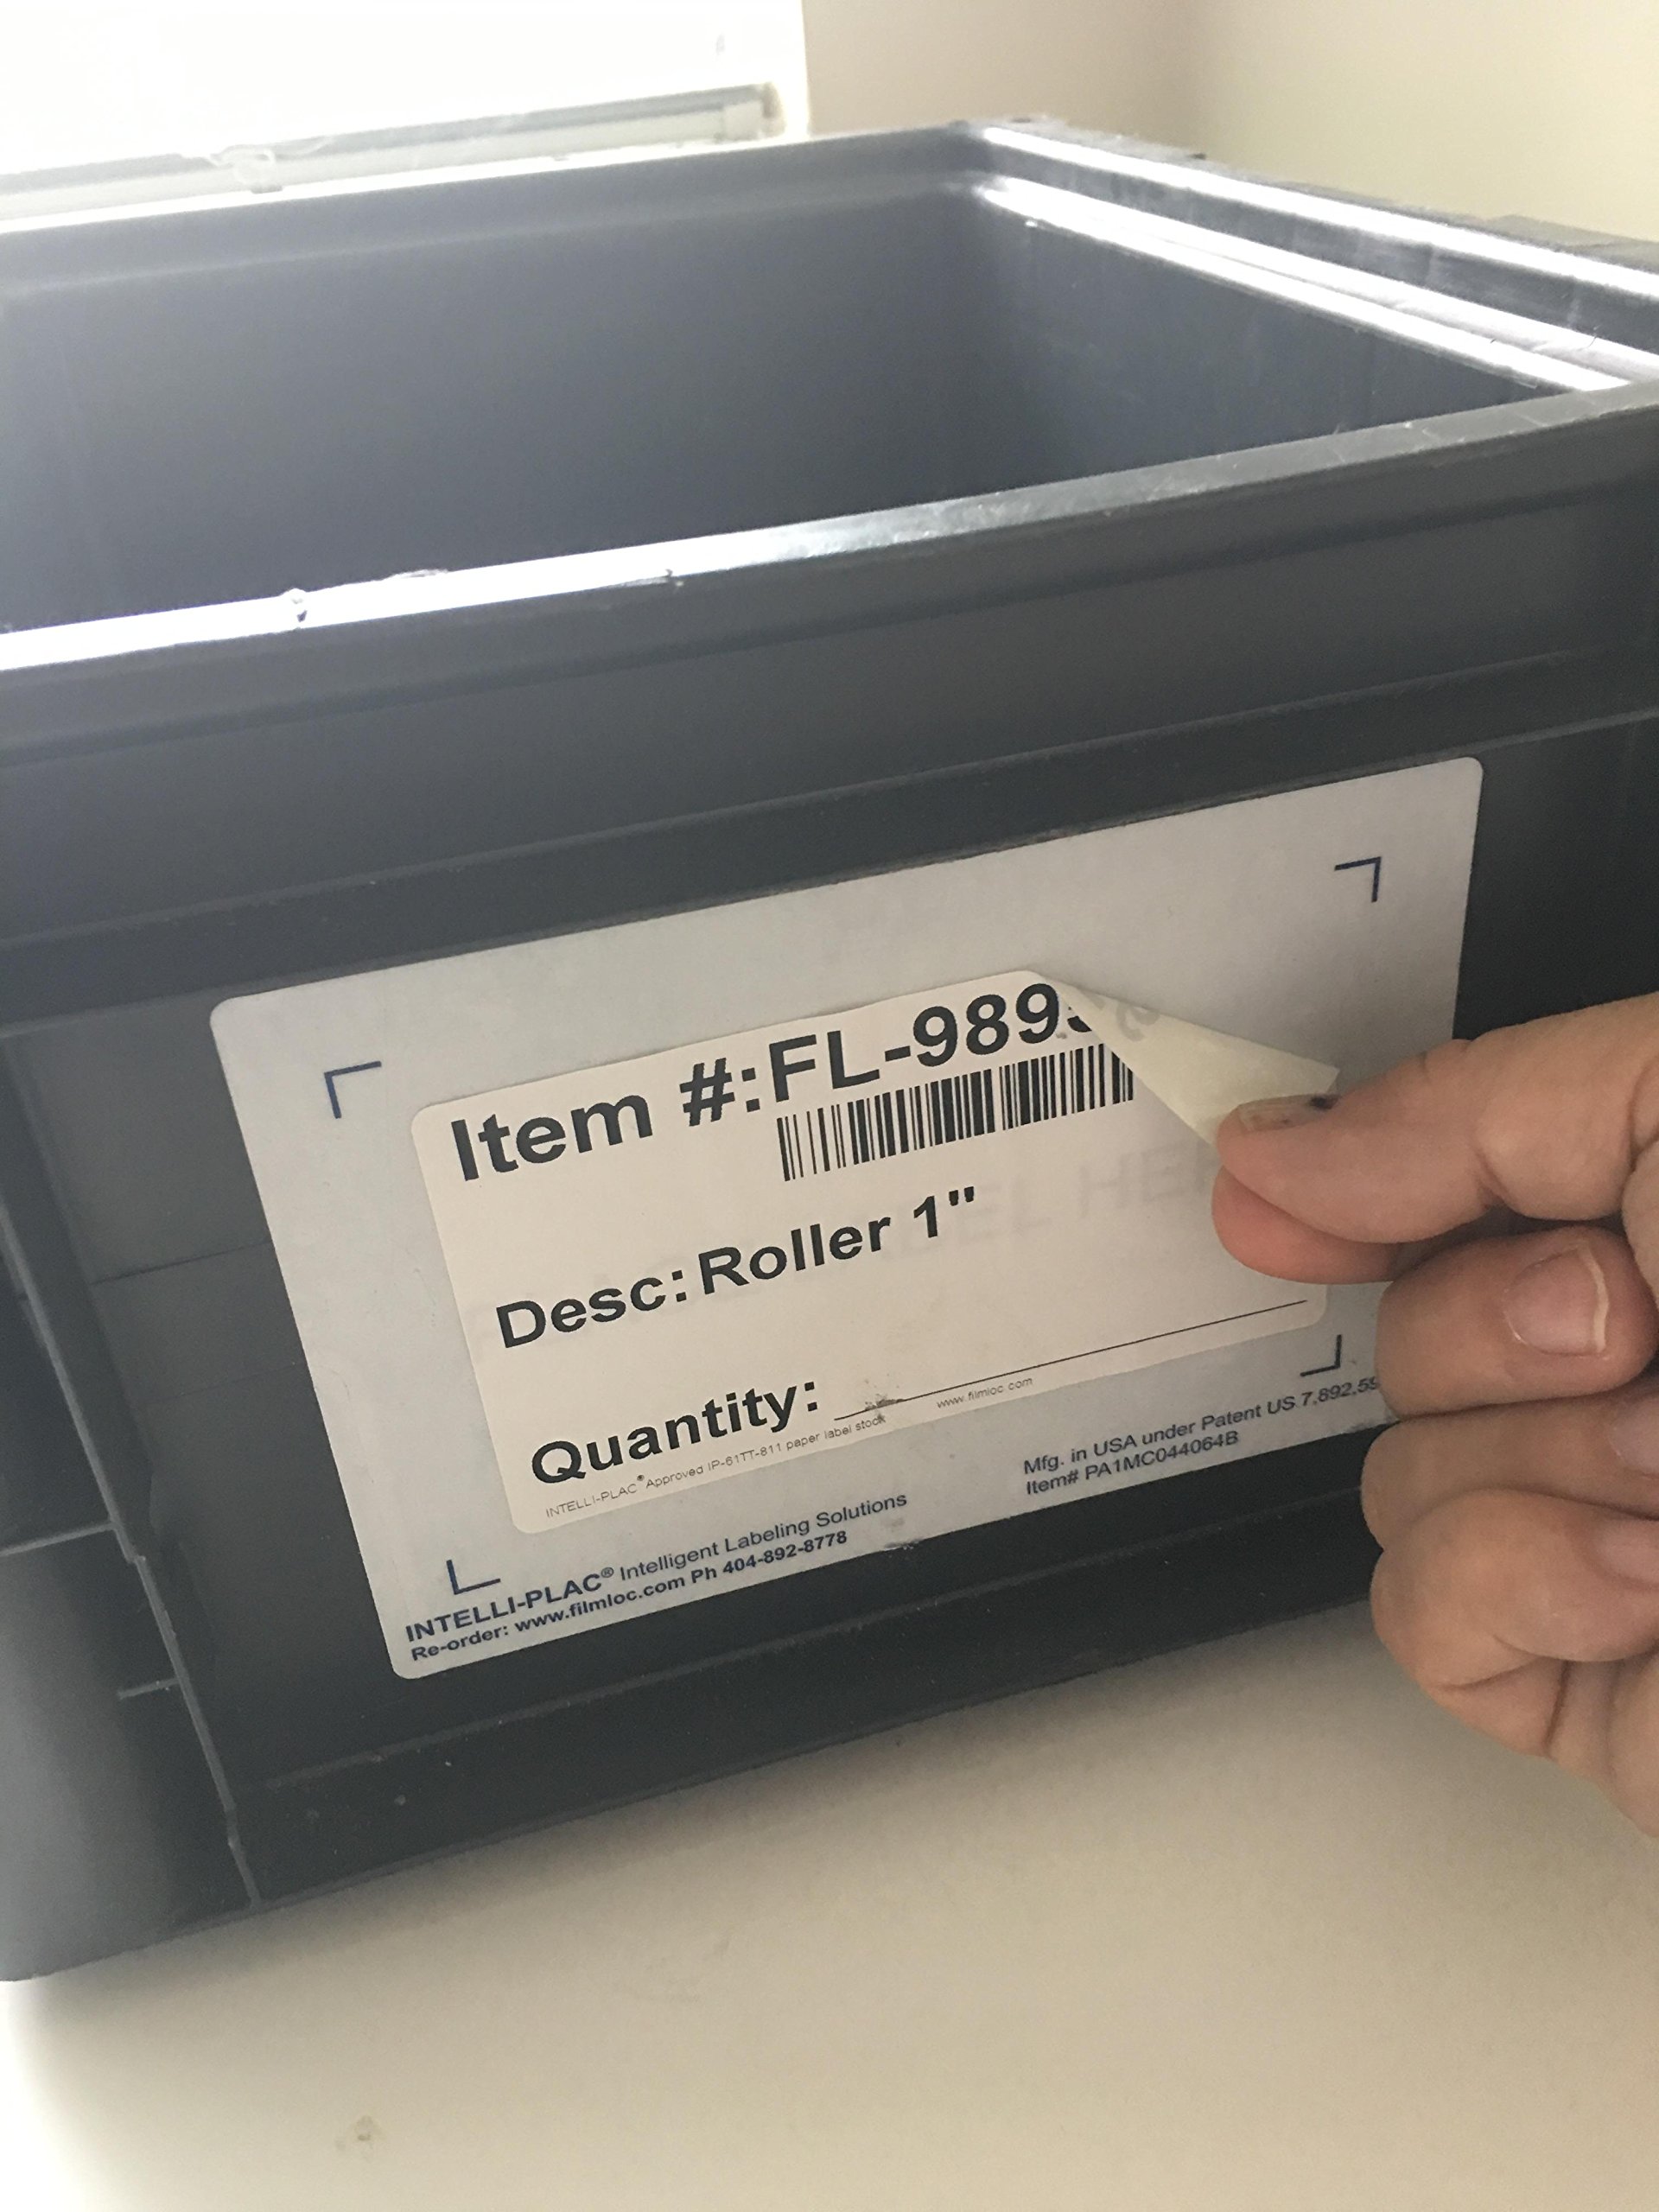 Item #: FL-989
Desc: Roller 1"
Quantity:
INTELLI-PLAC® Approved IP-61TT-811 paper label stock www.filmloc.com
INTELLI-PLAC® Intelligent Labeling Solutions
Re-order: www.filmloc.com Ph 404-892-8778
Mfg. in USA under Patent US 7,892,59
Item# PA1MC044064B